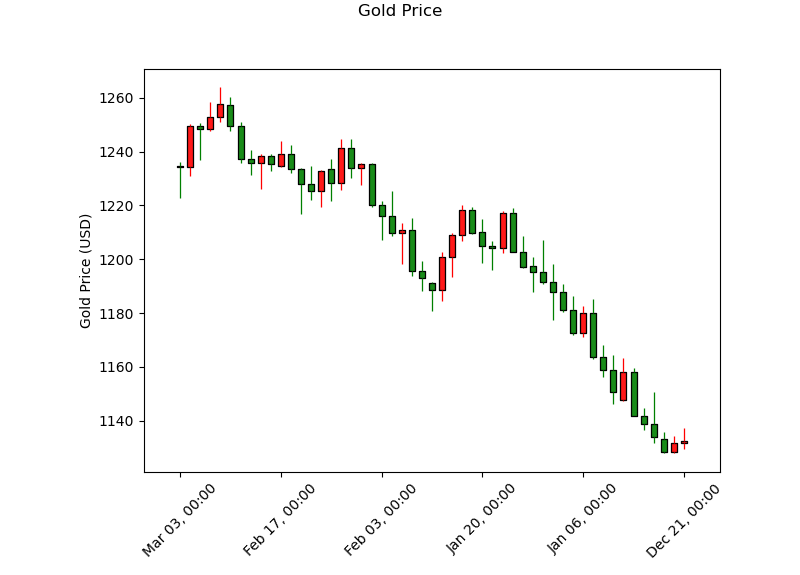 Gold Price
1260
1240
1220
1200
1180
1160
1140
Gold Price (USD)
Mar 03, 00:00
Feb 17, 00:00
Feb 03, 00:00
Jan 20, 00:00
Jan 06, 00:00
Dec 21, 00:00